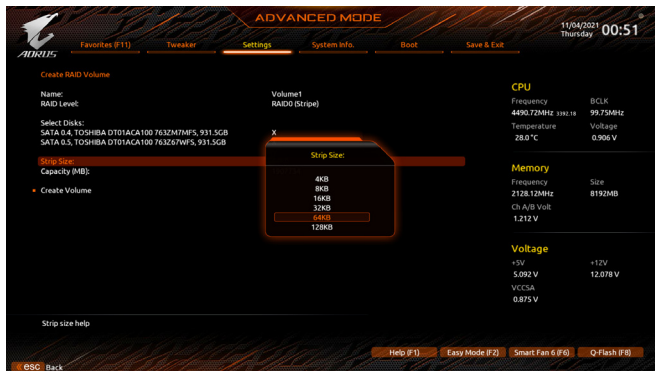 ADVANCED MODE
11/04/2021 Thursday 00:51
AORUS
Favorites (F11) Tweaker Settings System Info. Boot Save & Exit
Create RAID Volume
Name: Volume1
RAID Level: RAID0 (Stripe)
Select Disks:
SATA 0.4, TOSHIBA DT01ACA100 763ZM7MFS, 931.5GB X
SATA 0.5, TOSHIBA DT01ACA100 763Z67WFS, 931.5GB
Strip Size:
Capacity (MB):
Create Volume
Strip Size:
4KB
8KB
16KB
32KB
64KB
128KB
CPU
Frequency BCLK
4490.72MHz 3392.18 99.75MHz
Temperature Voltage
28.0 °C 0.906 V
Memory
Frequency Size
2128.12MHz 8192MB
Ch A/B Volt
1.212 V
Voltage
+5V +12V
5.092 V 12.078 V
VCCSA
0.875 V
Strip size help
Help (F1) Easy Mode (F2) Smart Fan 6 (F6) Q-Flash (F8)
esc Back